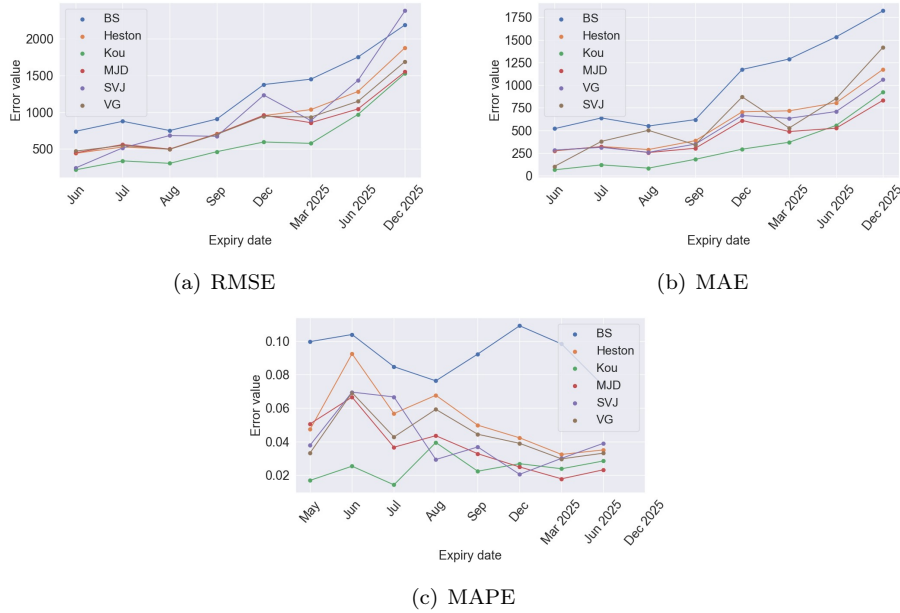 BS
Heston
Kou
MJD
SVJ
VG
2000
1500
1000
500
Error value
Jun
Jul
Aug
Sep
Dec
Mar 2025
Jun 2025
Dec 2025
Expiry date
(a) RMSE
BS
Heston
Kou
MJD
VG
SVJ
1750
1500
1250
1000
750
500
250
0
Error value
Jun
Jul
Aug
Sep
Dec
Mar 2025
Jun 2025
Dec 2025
Expiry date
(b) MAE
BS
Heston
Kou
MJD
SVJ
VG
0.10
0.08
0.06
0.04
0.02
Error value
May
Jun
Jul
Aug
Sep
Dec
Mar 2025
Jun 2025
Dec 2025
Expiry date
(c) MAPE